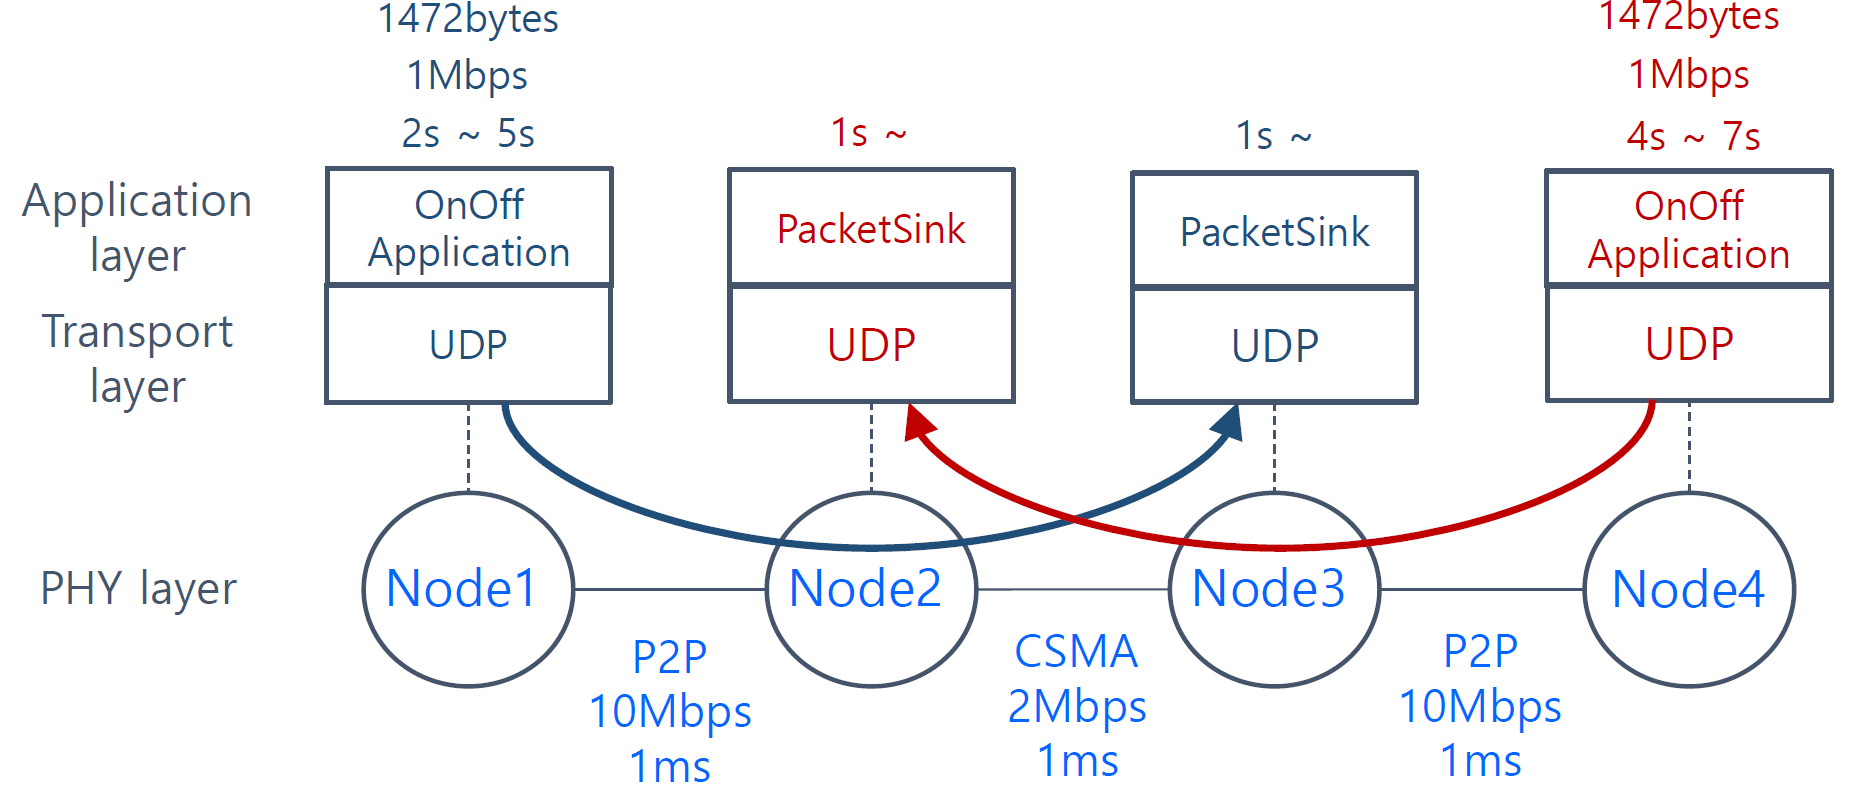 1472bytes
1Mbps
2s ~ 5s
1s ~
1s ~
1472bytes
1Mbps
4s ~ 7s
Application
layer
OnOff
Application
PacketSink
PacketSink
OnOff
Application
Transport
layer
UDP
UDP
UDP
UDP
PHY layer
Node1
Node2
Node3
Node4
P2P
10Mbps
1ms
CSMA
2Mbps
1ms
P2P
10Mbps
1ms